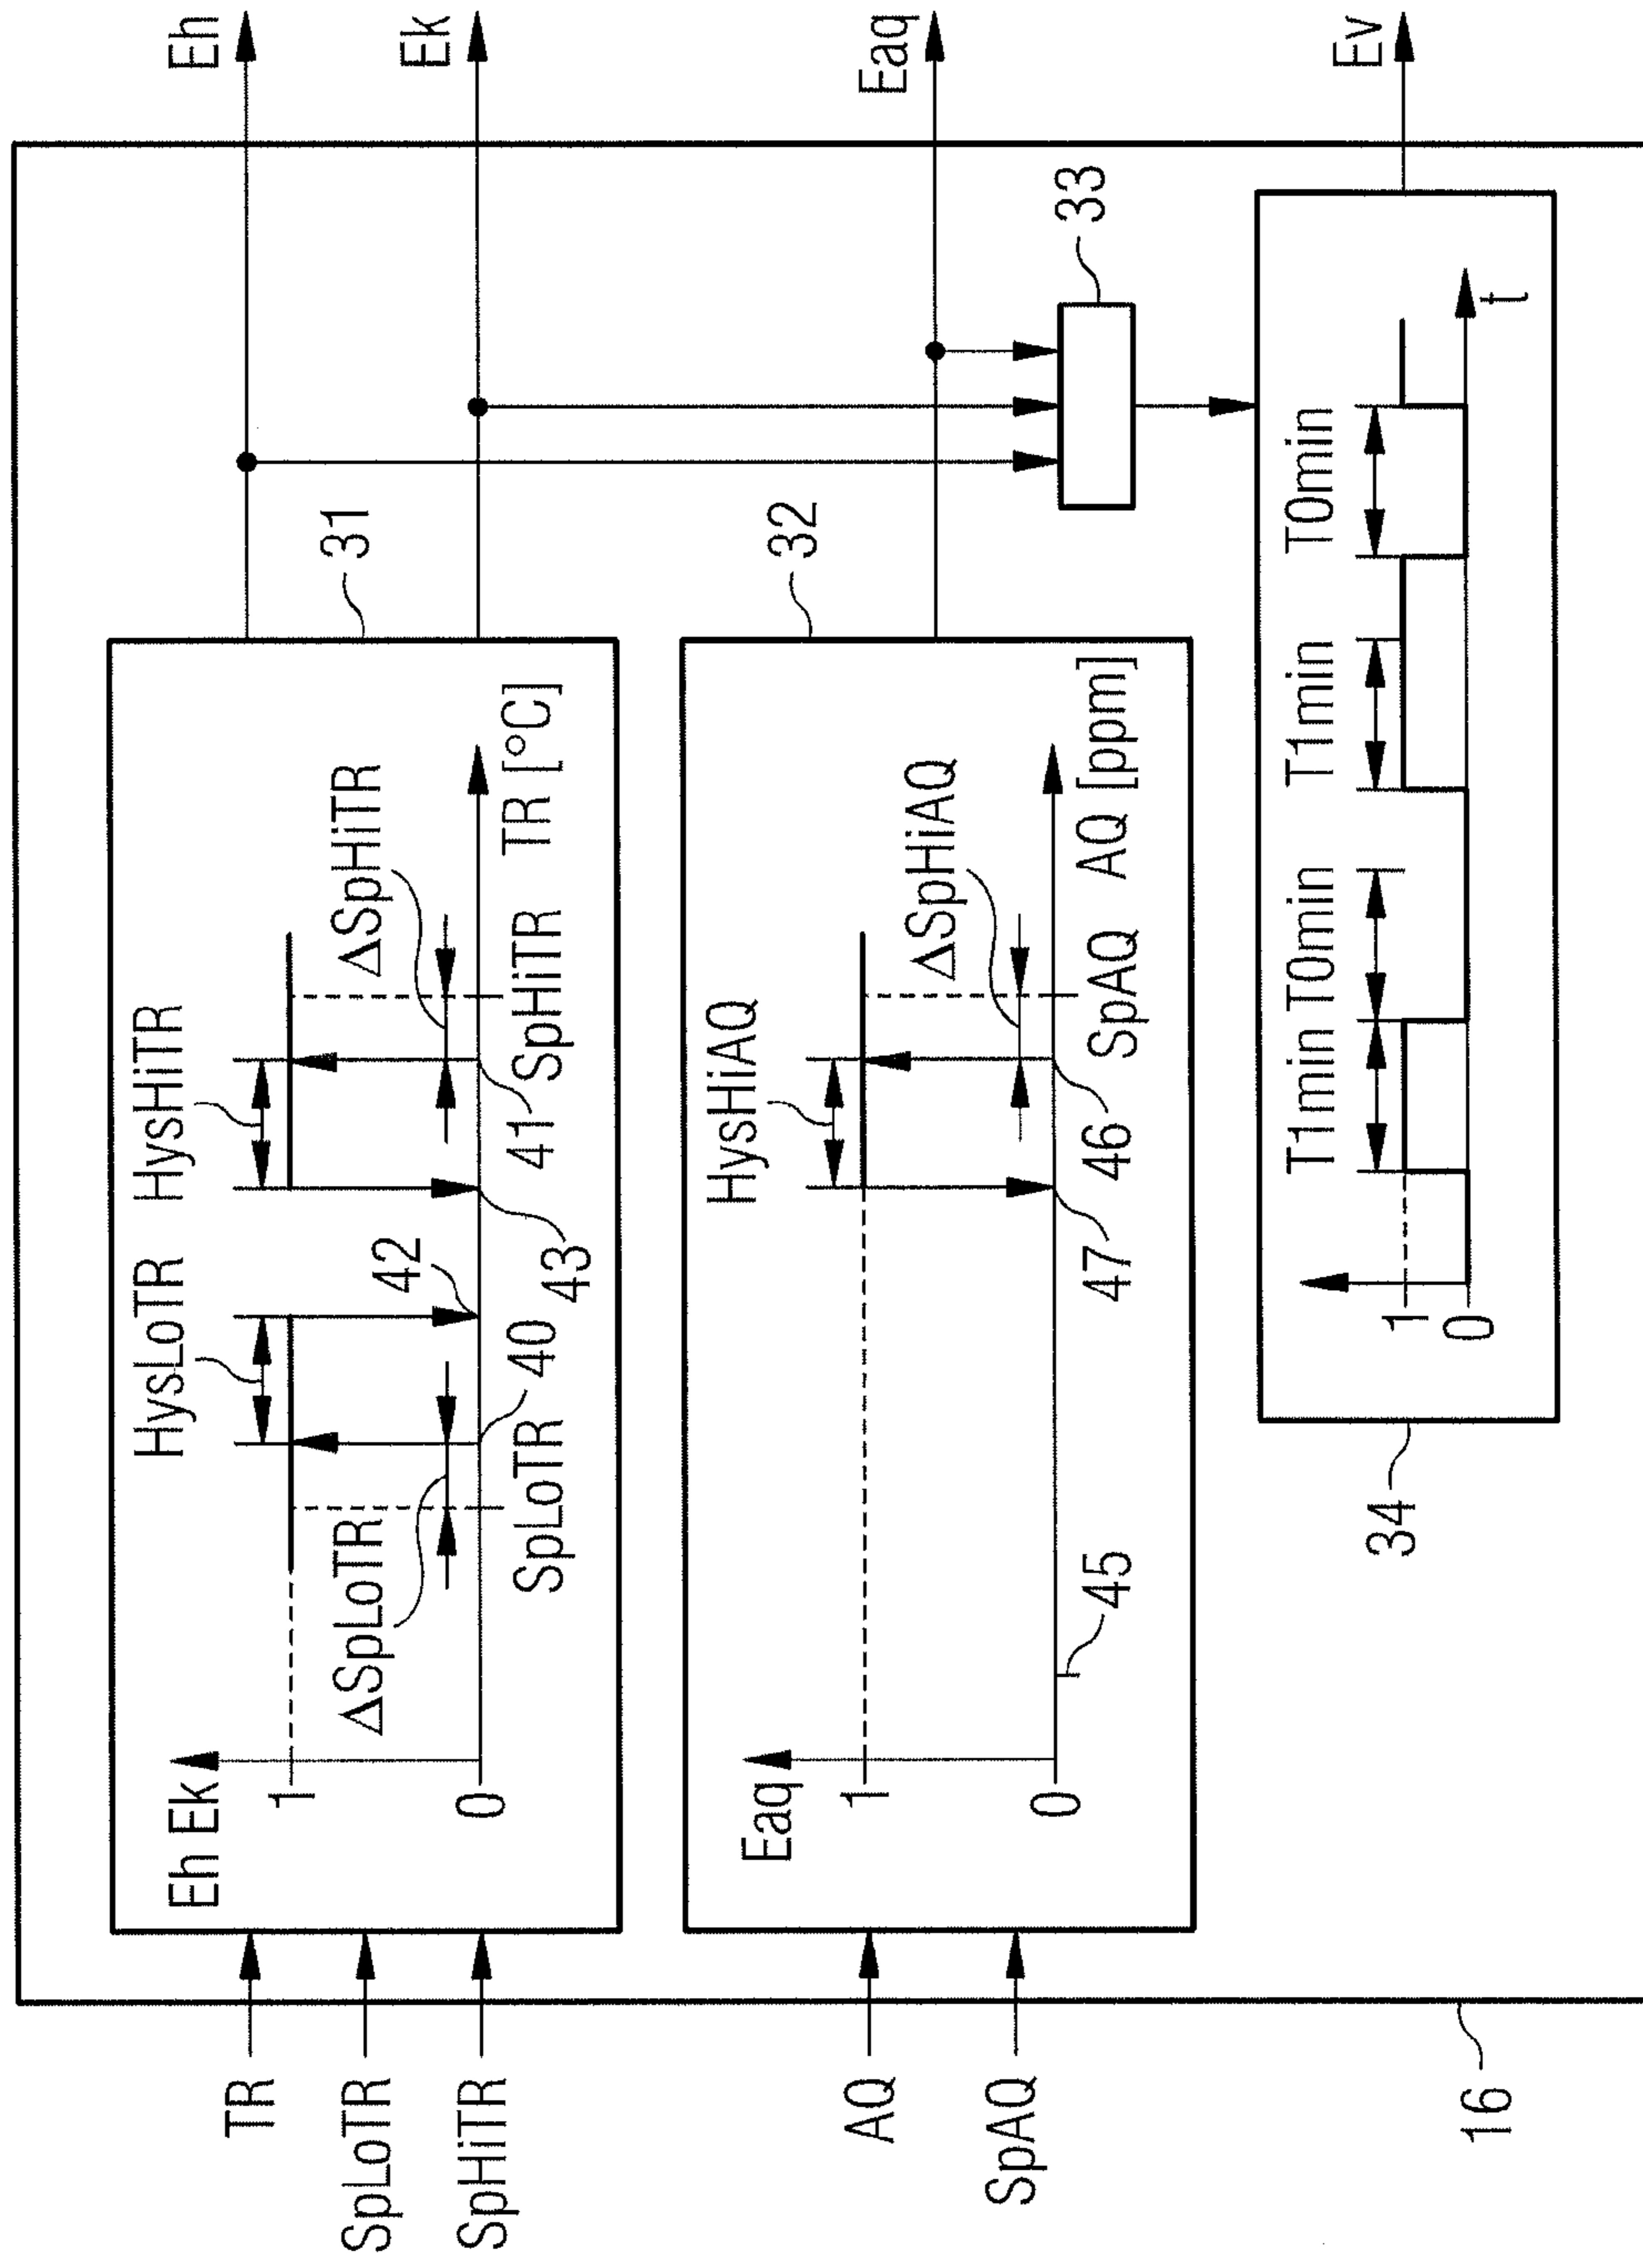 Eh
Ek
Eaq
Ev
TR
SpLoTR
SpHiTR
AQ
SpAQ
16
31
Eh Ek
1
0
HysLoTR
HysHiTR
ΔSpLoTR
ΔSpHiTR
42
40
43
41
SpLoTR
SpHiTR
TR [°C]
32
Eaq
1
0
HysHiAQ
ΔSpHiAQ
45
47
46
SpAQ
AQ [ppm]
33
34
1
0
T1min
T0min
T1min
T0min
t